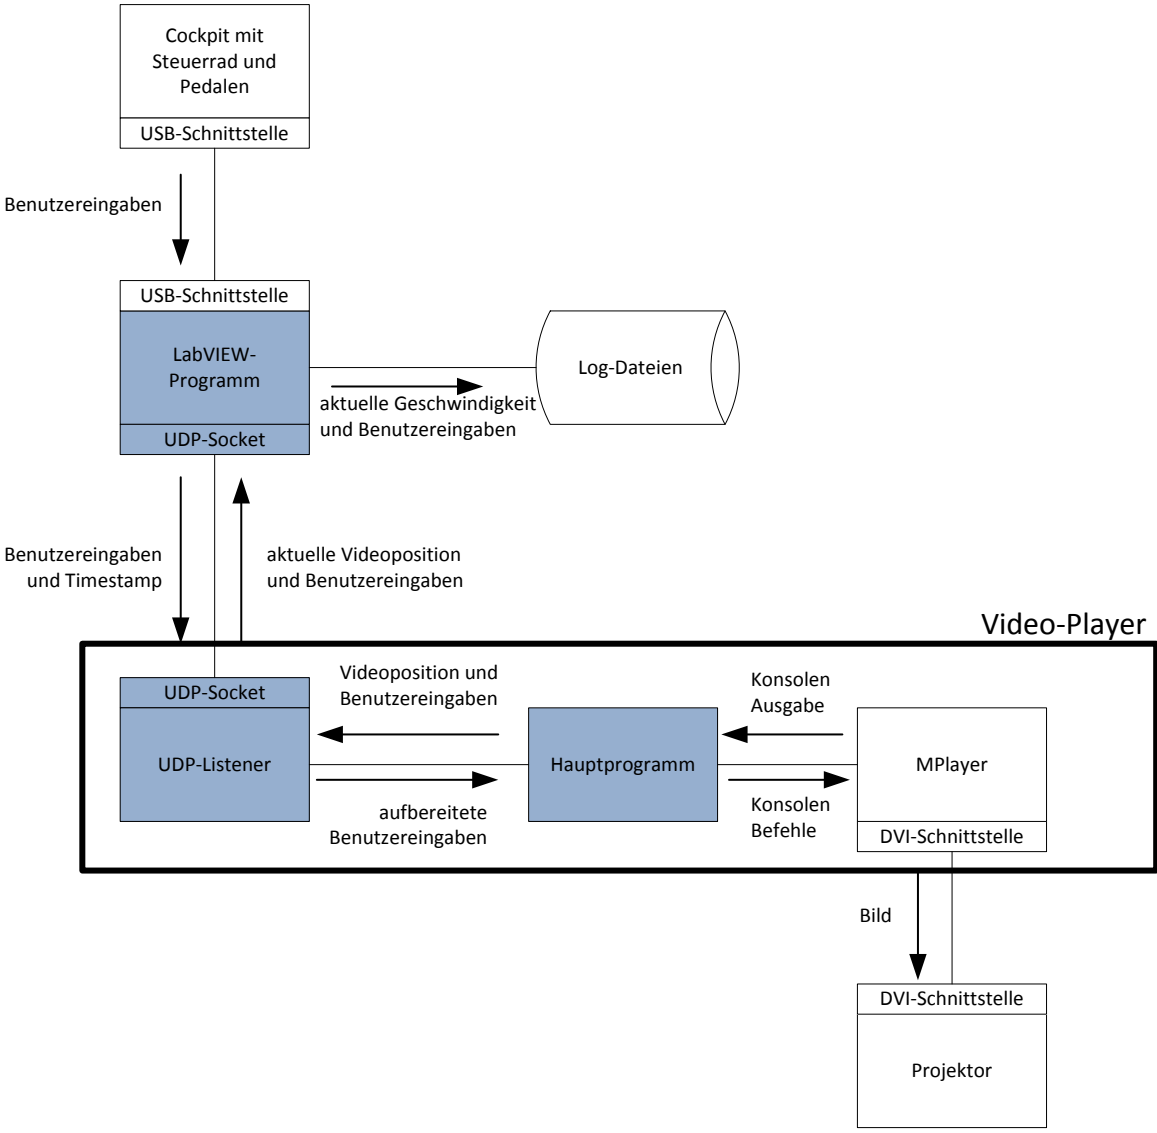 Cockpit mit
Steuerrad und
Pedalen
USB-Schnittstelle
Benutzereingaben
USB-Schnittstelle
LabVIEW-
Programm
UDP-Socket
aktuelle Geschwindigkeit
und Benutzereingaben
Log-Dateien
Benutzereingaben
und Timestamp
aktuelle Videoposition
und Benutzereingaben
Video-Player
UDP-Socket
UDP-Listener
Videoposition und
Benutzereingaben
aufbereitete
Benutzereingaben
Hauptprogramm
Konsolen
Ausgabe
Konsolen
Befehle
MPlayer
DVI-Schnittstelle
Bild
DVI-Schnittstelle
Projektor